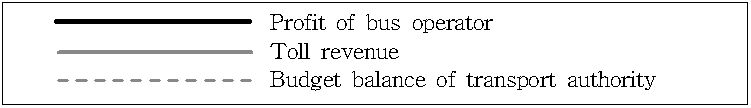 Profit of bus operator
Toll revenue
Budget balance of transport authority